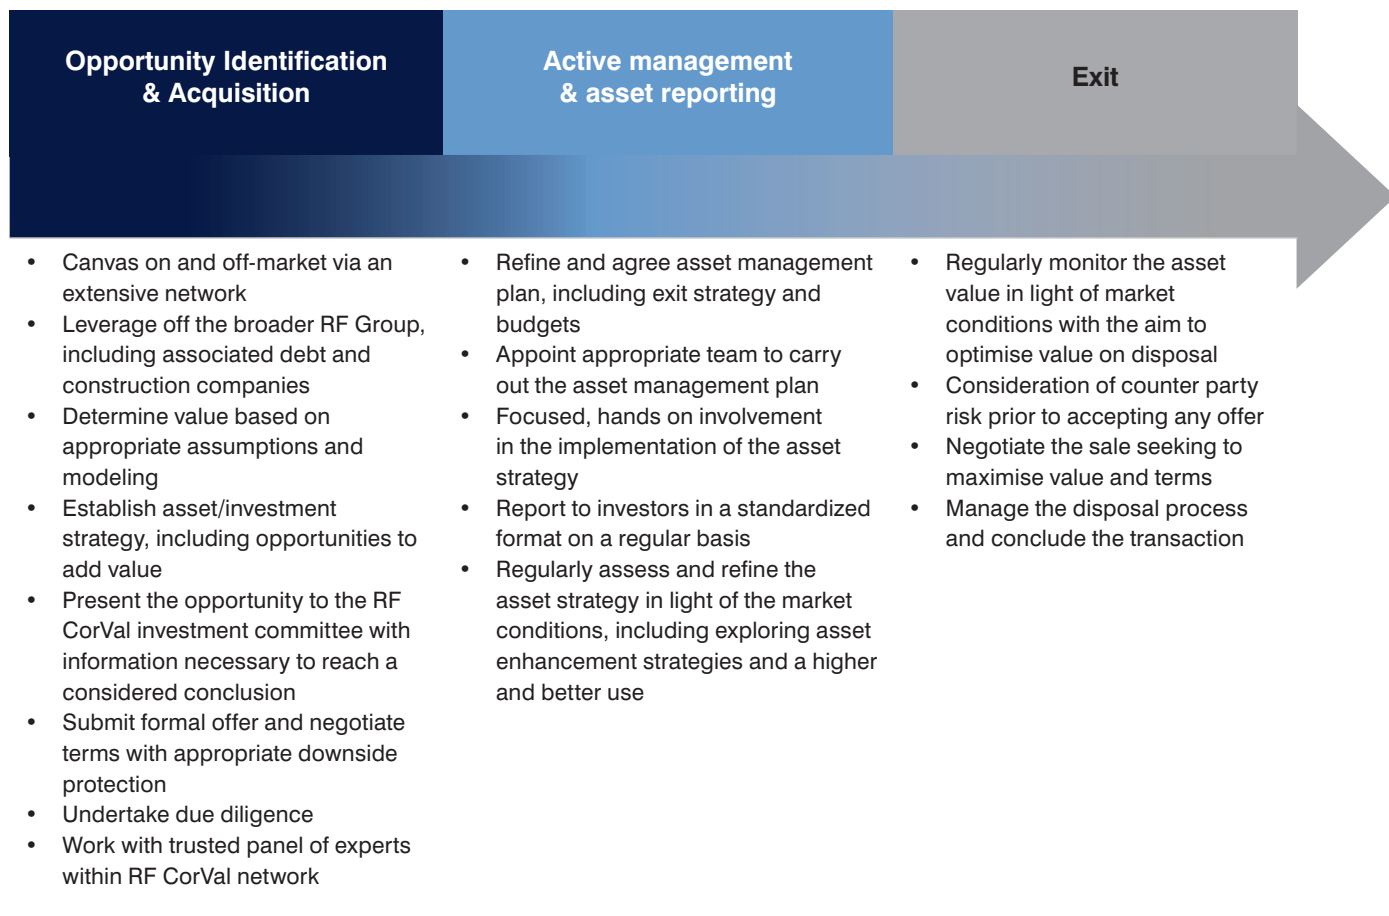 Opportunity Identification
& Acquisition
Active management
& asset reporting
Exit
• Canvas on and off-market via an
extensive network
• Leverage off the broader RF Group,
including associated debt and
construction companies
• Determine value based on
appropriate assumptions and
modeling
• Establish asset/investment
strategy, including opportunities to
add value
• Present the opportunity to the RF
CorVal investment committee with
information necessary to reach a
considered conclusion
• Submit formal offer and negotiate
terms with appropriate downside
protection
• Undertake due diligence
• Work with trusted panel of experts
within RF CorVal network
• Refine and agree asset management
plan, including exit strategy and
budgets
• Appoint appropriate team to carry
out the asset management plan
• Focused, hands on involvement
in the implementation of the asset
strategy
• Report to investors in a standardized
format on a regular basis
• Regularly assess and refine the
asset strategy in light of the market
conditions, including exploring asset
enhancement strategies and a higher
and better use
• Regularly monitor the asset
value in light of market
conditions with the aim to
optimise value on disposal
• Consideration of counter party
risk prior to accepting any offer
• Negotiate the sale seeking to
maximise value and terms
• Manage the disposal process
and conclude the transaction